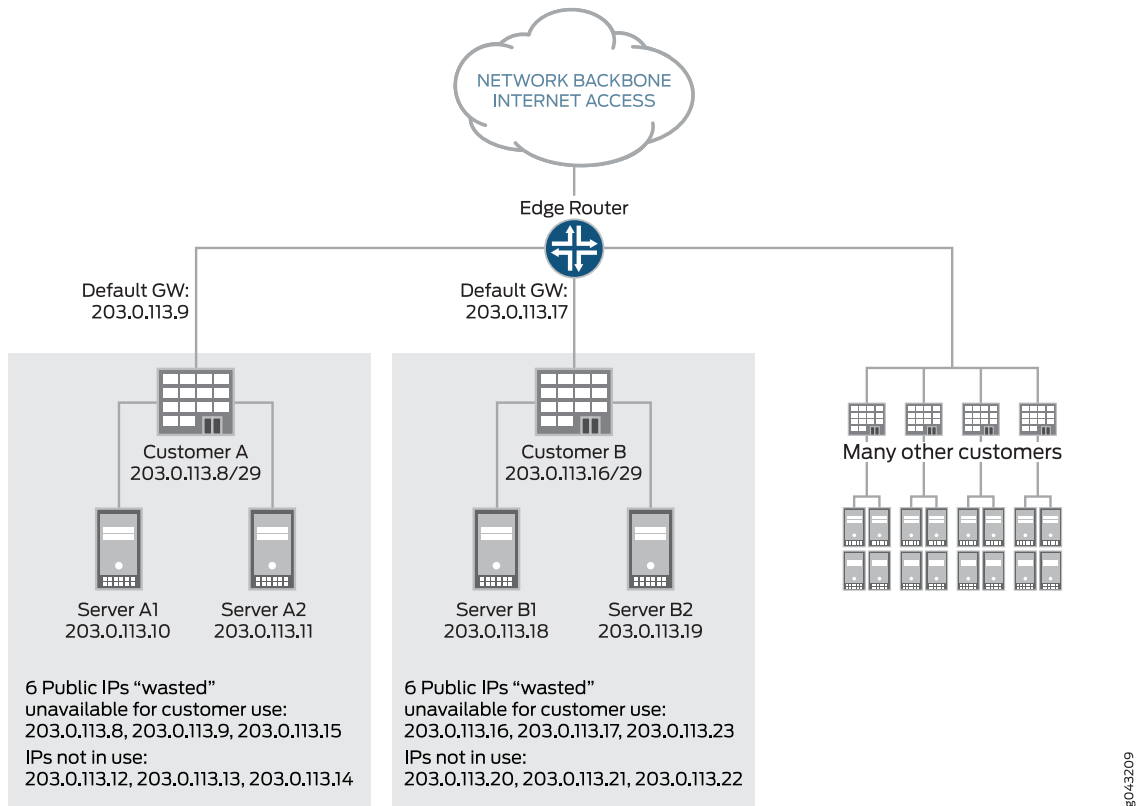 NETWORK BACKBONE
INTERNET ACCESS
Edge Router
Default GW:
203.0.113.9
Default GW:
203.0.113.17
Customer A
203.0.113.8/29
Server A1
203.0.113.10
Server A2
203.0.113.11
6 Public IPs “wasted”
unavailable for customer use:
203.0.113.8, 203.0.113.9, 203.0.113.15
IPs not in use:
203.0.113.12, 203.0.113.13, 203.0.113.14
Customer B
203.0.113.16/29
Server B1
203.0.113.18
Server B2
203.0.113.19
6 Public IPs “wasted”
unavailable for customer use:
203.0.113.16, 203.0.113.17, 203.0.113.23
IPs not in use:
203.0.113.20, 203.0.113.21, 203.0.113.22
Many other customers
g043209